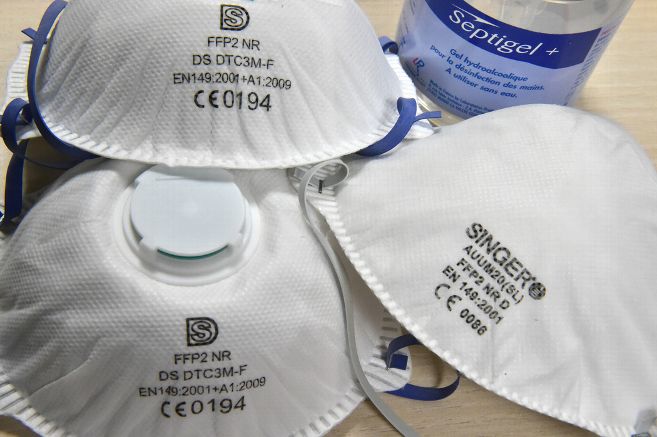 DS
FFP2 NR
DS DTC3M-F
EN149:2001+A1:2009
CE0194
Septigel +
Gel hydroalcoolique
pour la désinfection des mains.
A utiliser sans eau.
DS
FFP2 NR
DS DTC3M-F
EN149:2001+A1:2009
CE0194
SINGER®
AUUM20(SL)
FFP2 NR D
EN 149:2001
CE 0086